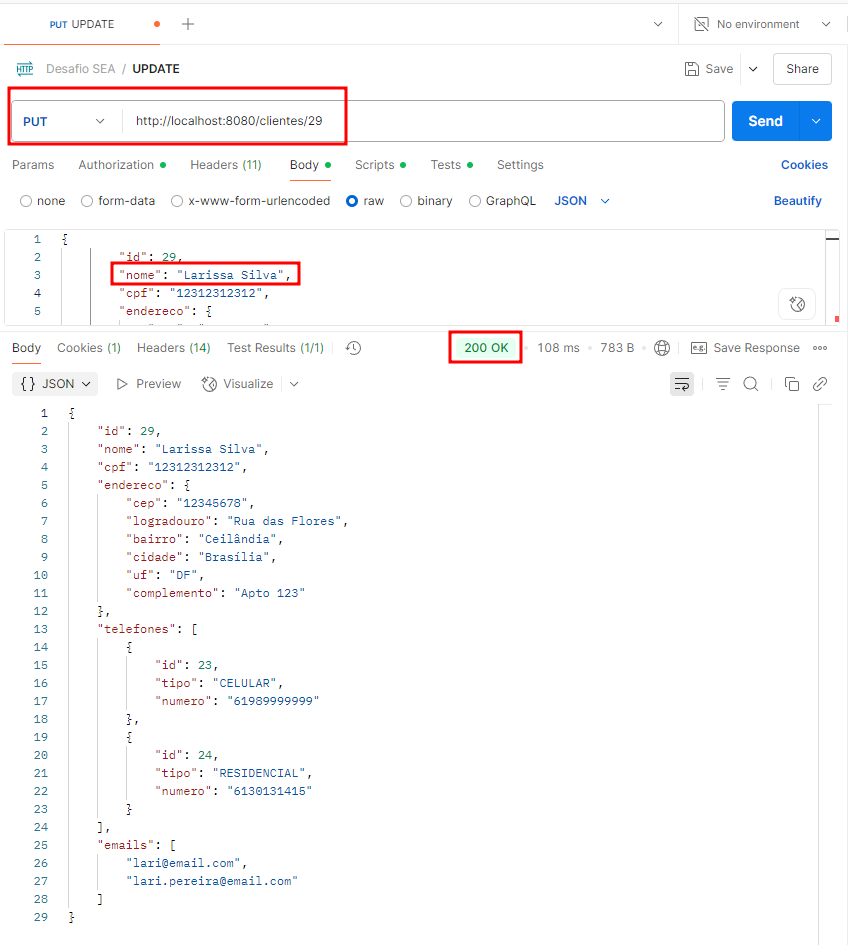 PUT UPDATE
No environment
HTTP Desafio SEA / UPDATE
Save
Share
PUT
http://localhost:8080/clientes/29
Send
Params Authorization Headers (11) Body Scripts Tests Settings Cookies
none form-data x-www-form-urlencoded raw binary GraphQL JSON Beautify
1 {
2 "id": 29,
3 "nome": "Larissa Silva",
4 "cpf": "12312312312",
5 "endereco": {
Body Cookies (1) Headers (14) Test Results (1/1) 200 OK 108 ms 783 B e.g. Save Response
{} JSON Preview Visualize
1 {
2 "id": 29,
3 "nome": "Larissa Silva",
4 "cpf": "12312312312",
5 "endereco": {
6 "cep": "12345678",
7 "logradouro": "Rua das Flores",
8 "bairro": "Ceilândia",
9 "cidade": "Brasília",
10 "uf": "DF",
11 "complemento": "Apto 123"
12 },
13 "telefones": [
14 {
15 "id": 23,
16 "tipo": "CELULAR",
17 "numero": "61989999999"
18 },
19 {
20 "id": 24,
21 "tipo": "RESIDENCIAL",
22 "numero": "6130131415"
23 }
24 ],
25 "emails": [
26 "lari@email.com",
27 "lari.pereira@email.com"
28 ]
29 }